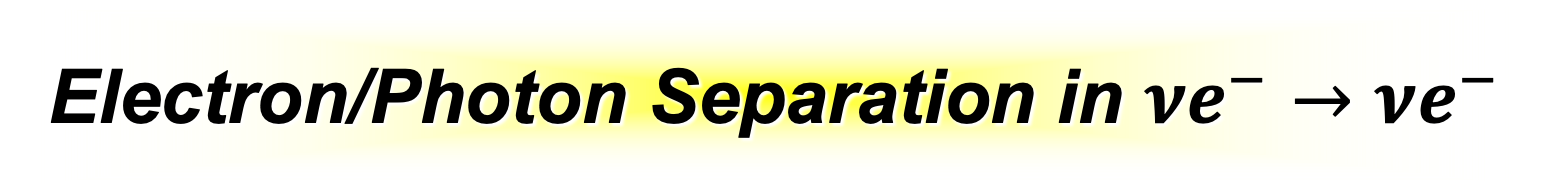 Electron/Photon Separation in νe⁻ → νe⁻